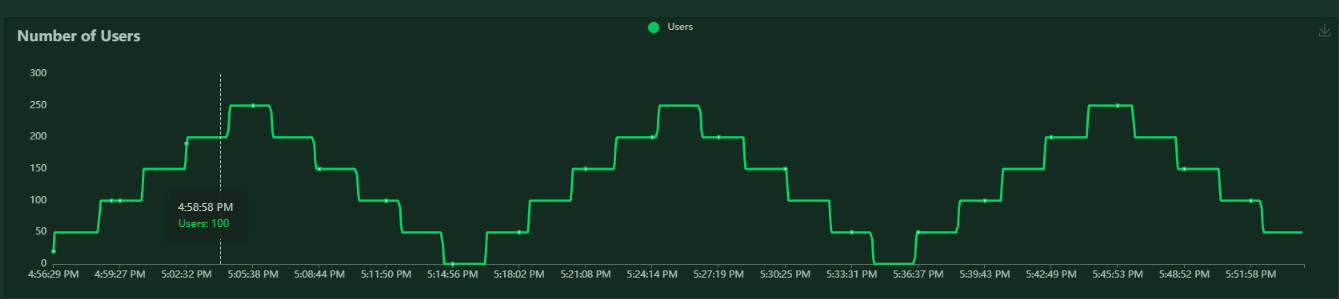 Number of Users
Users
300
250
200
150
100
50
0
4:58:58 PM
Users: 100
4:56:29 PM 4:59:27 PM 5:02:32 PM 5:05:38 PM 5:08:44 PM 5:11:50 PM 5:14:56 PM 5:18:02 PM 5:21:08 PM 5:24:14 PM 5:27:19 PM 5:30:25 PM 5:33:31 PM 5:36:37 PM 5:39:43 PM 5:42:49 PM 5:45:53 PM 5:48:52 PM 5:51:58 PM